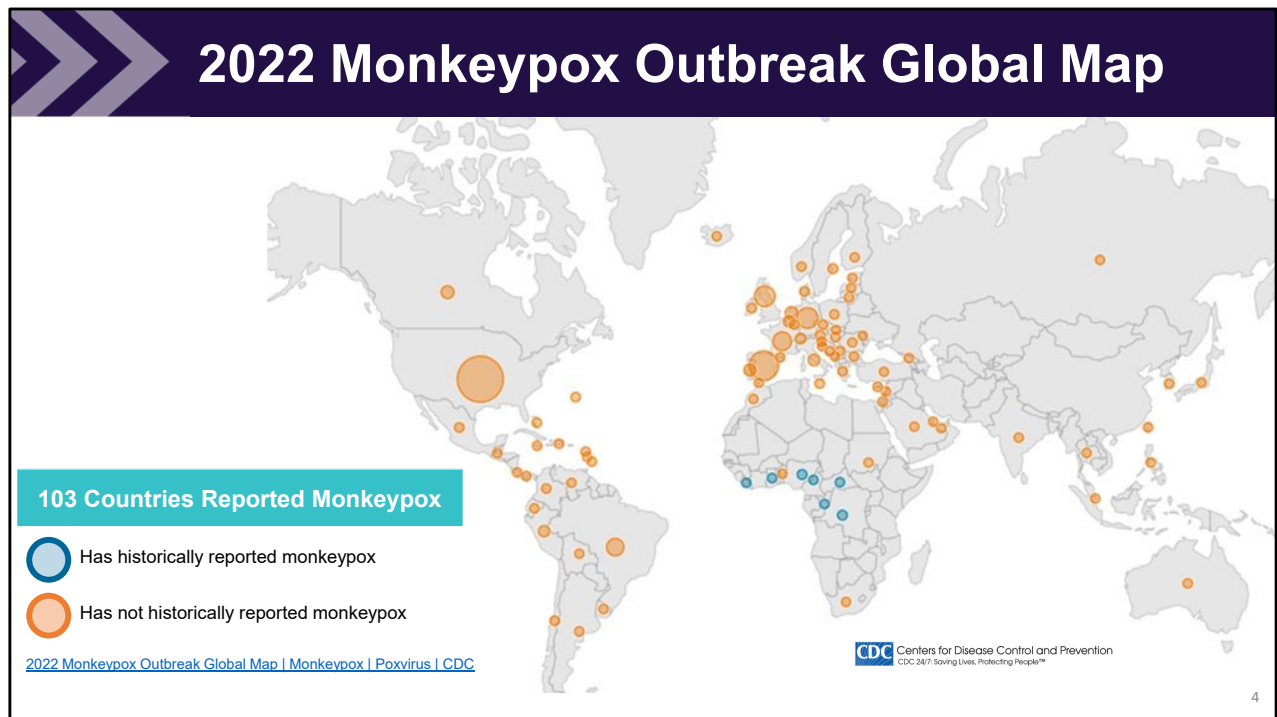 2022 Monkeypox Outbreak Global Map
103 Countries Reported Monkeypox
Has historically reported monkeypox
Has not historically reported monkeypox
2022 Monkeypox Outbreak Global Map | Monkeypox | Poxvirus | CDC
CDC Centers for Disease Control and Prevention
CDC 24/7: Saving Lives, Protecting People™
4